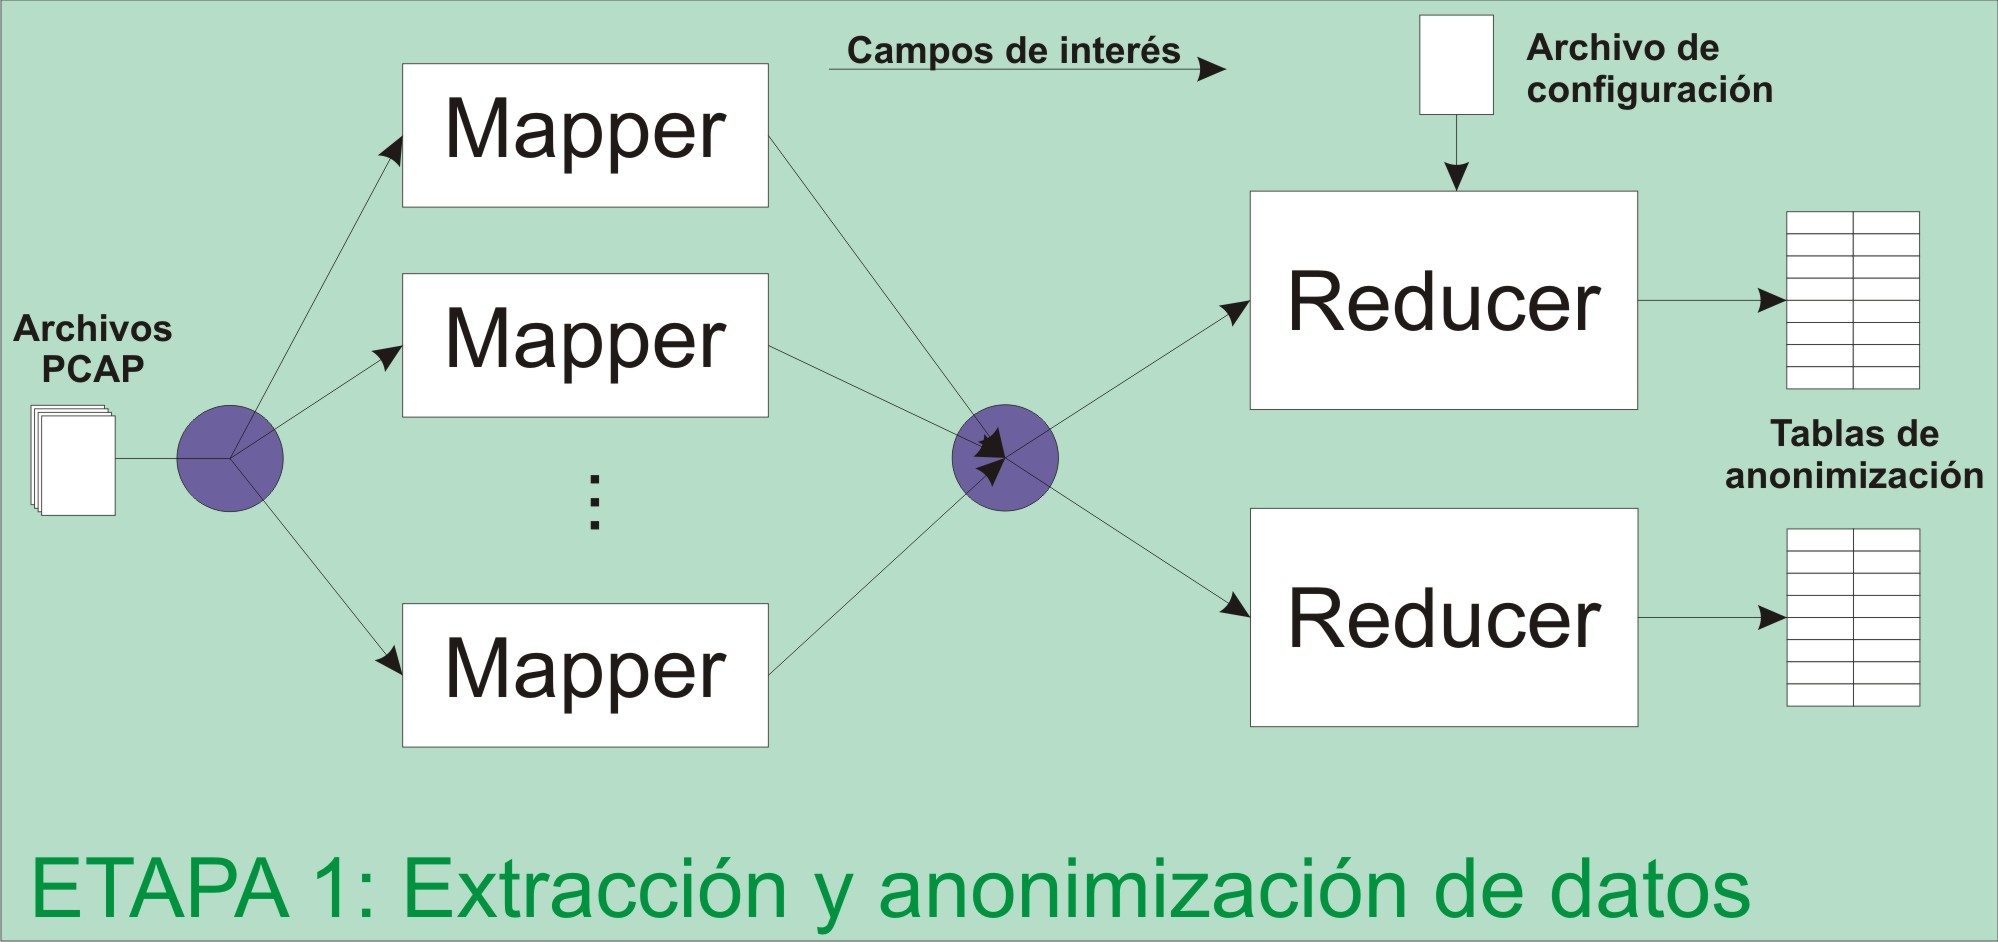 Campos de interés
Archivo de
configuración
Mapper
Mapper
Mapper
Archivos
PCAP
Reducer
Reducer
Tablas de
anonimización
ETAPA 1: Extracción y anonimización de datos